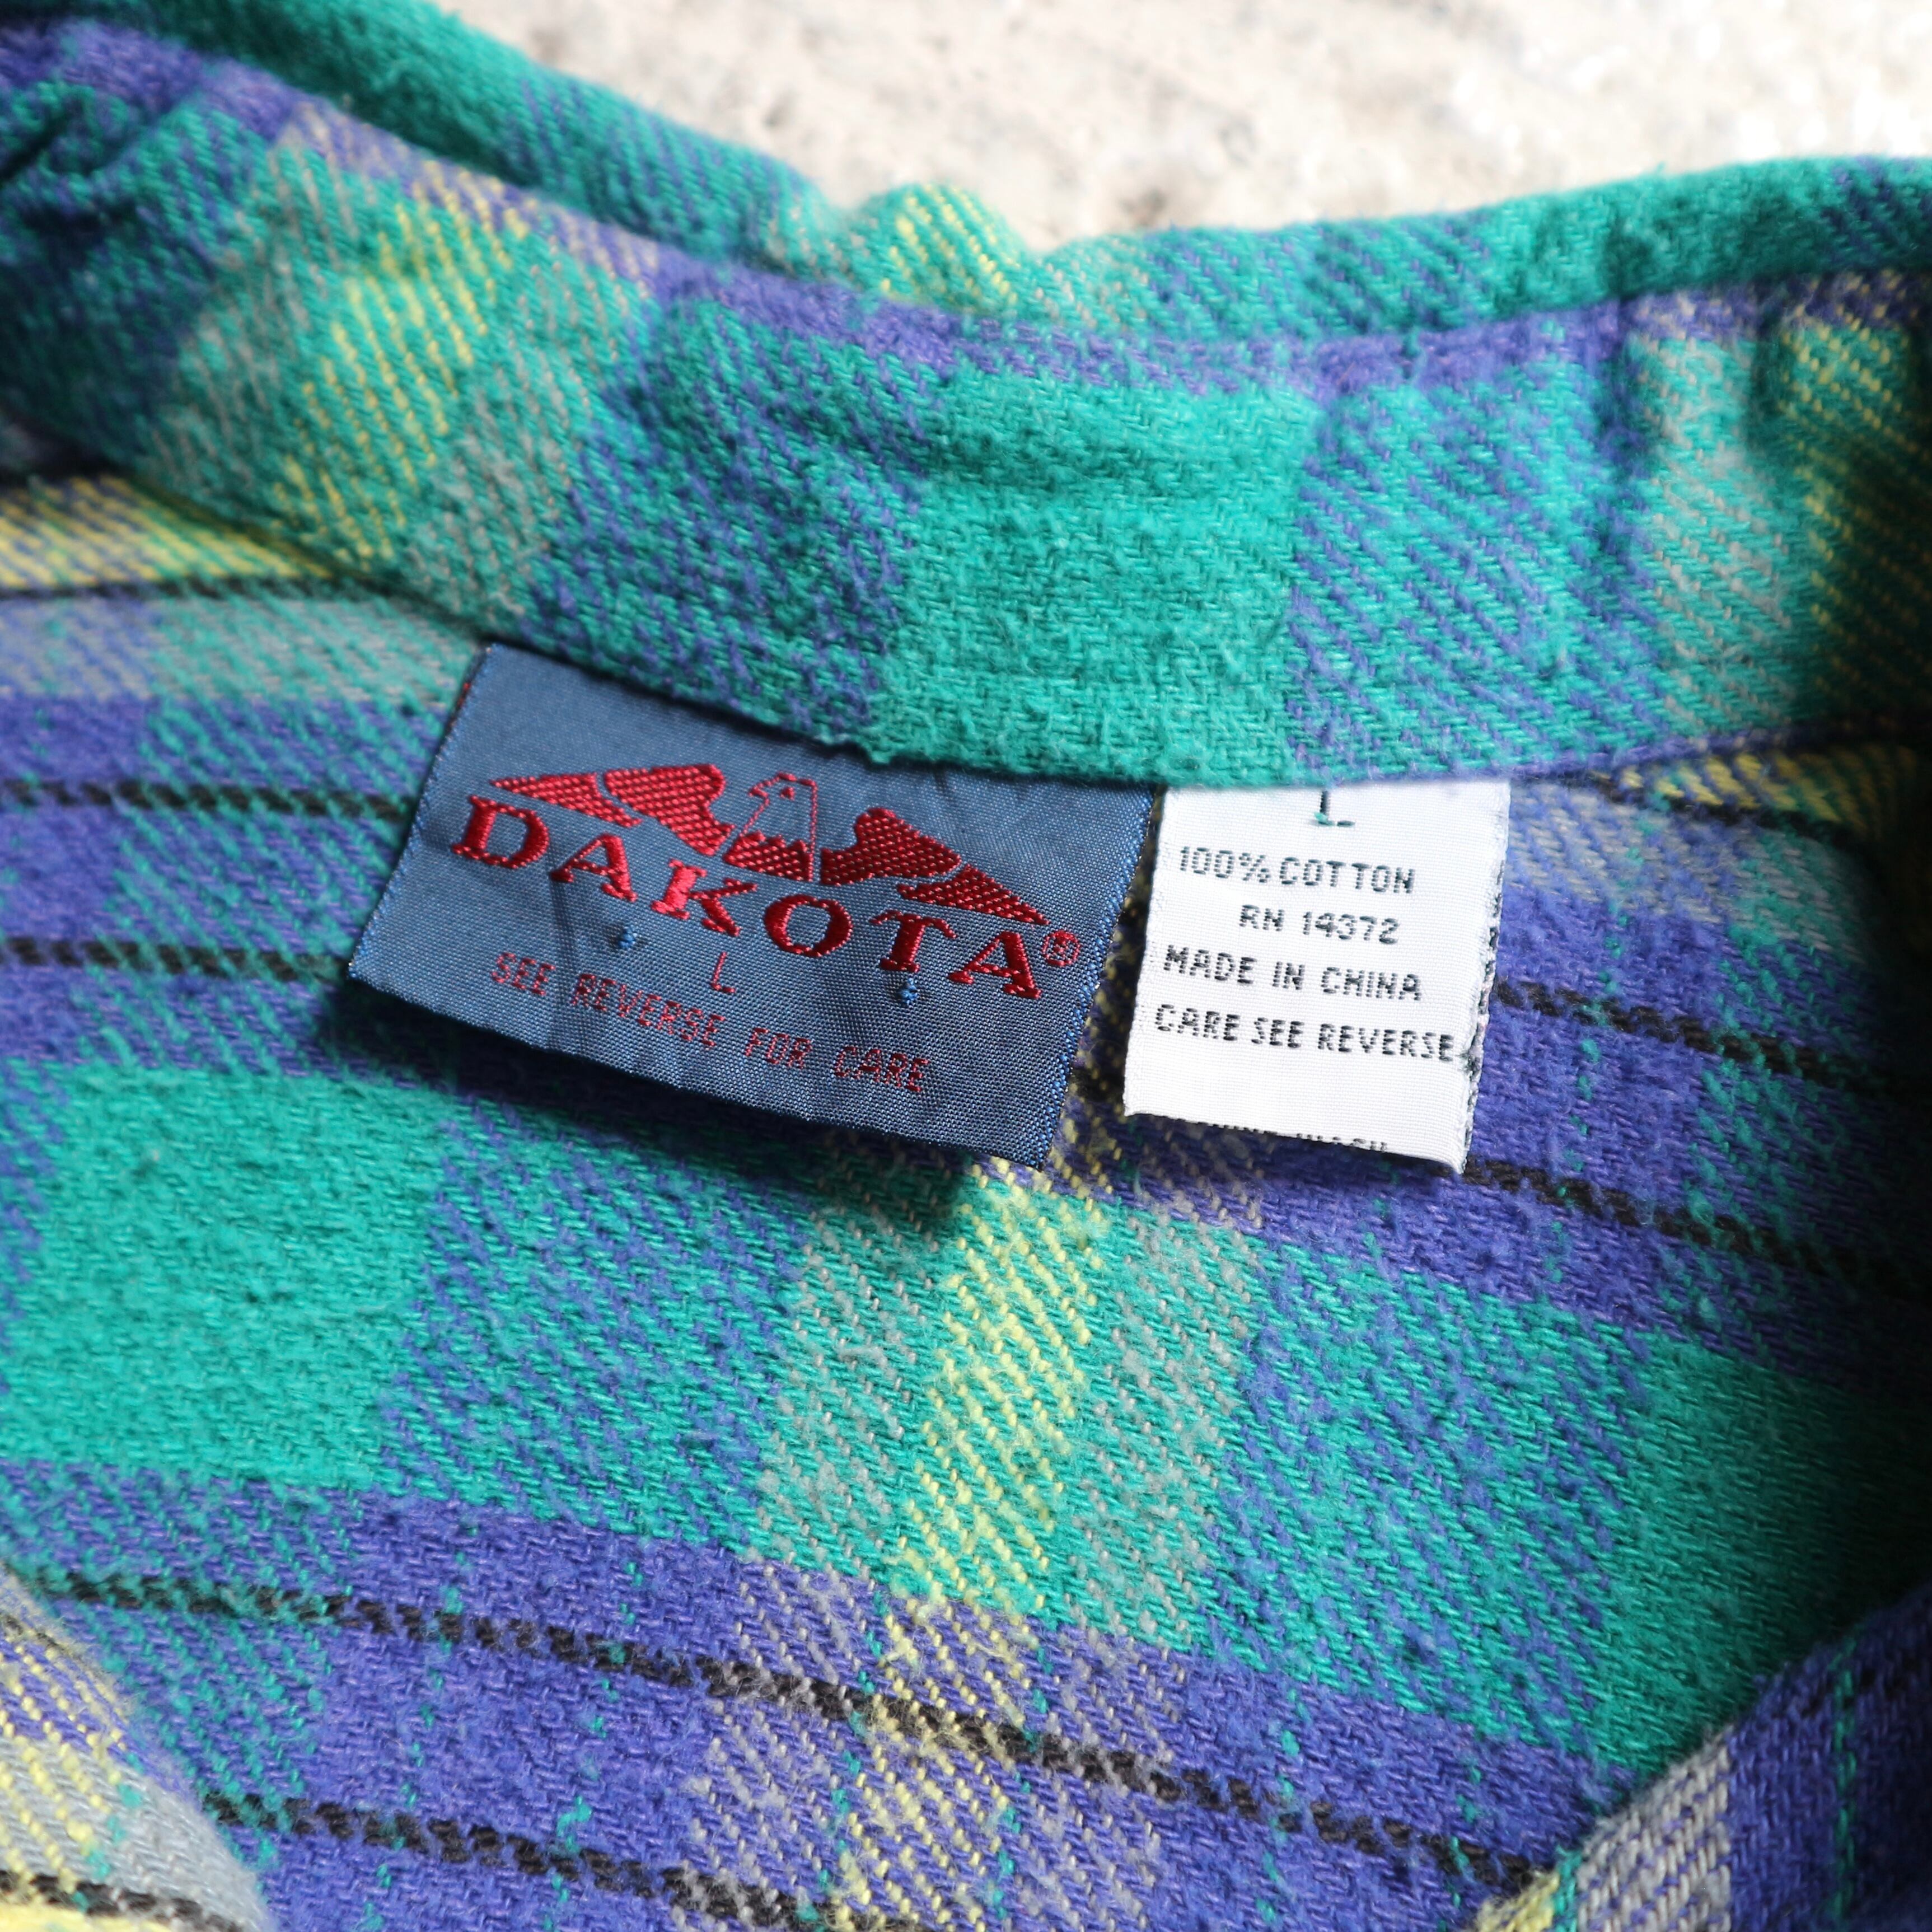 DAKOTA®
L
SEE REVERSE FOR CARE
L
100% COTTON
RN 14372
MADE IN CHINA
CARE SEE REVERSE